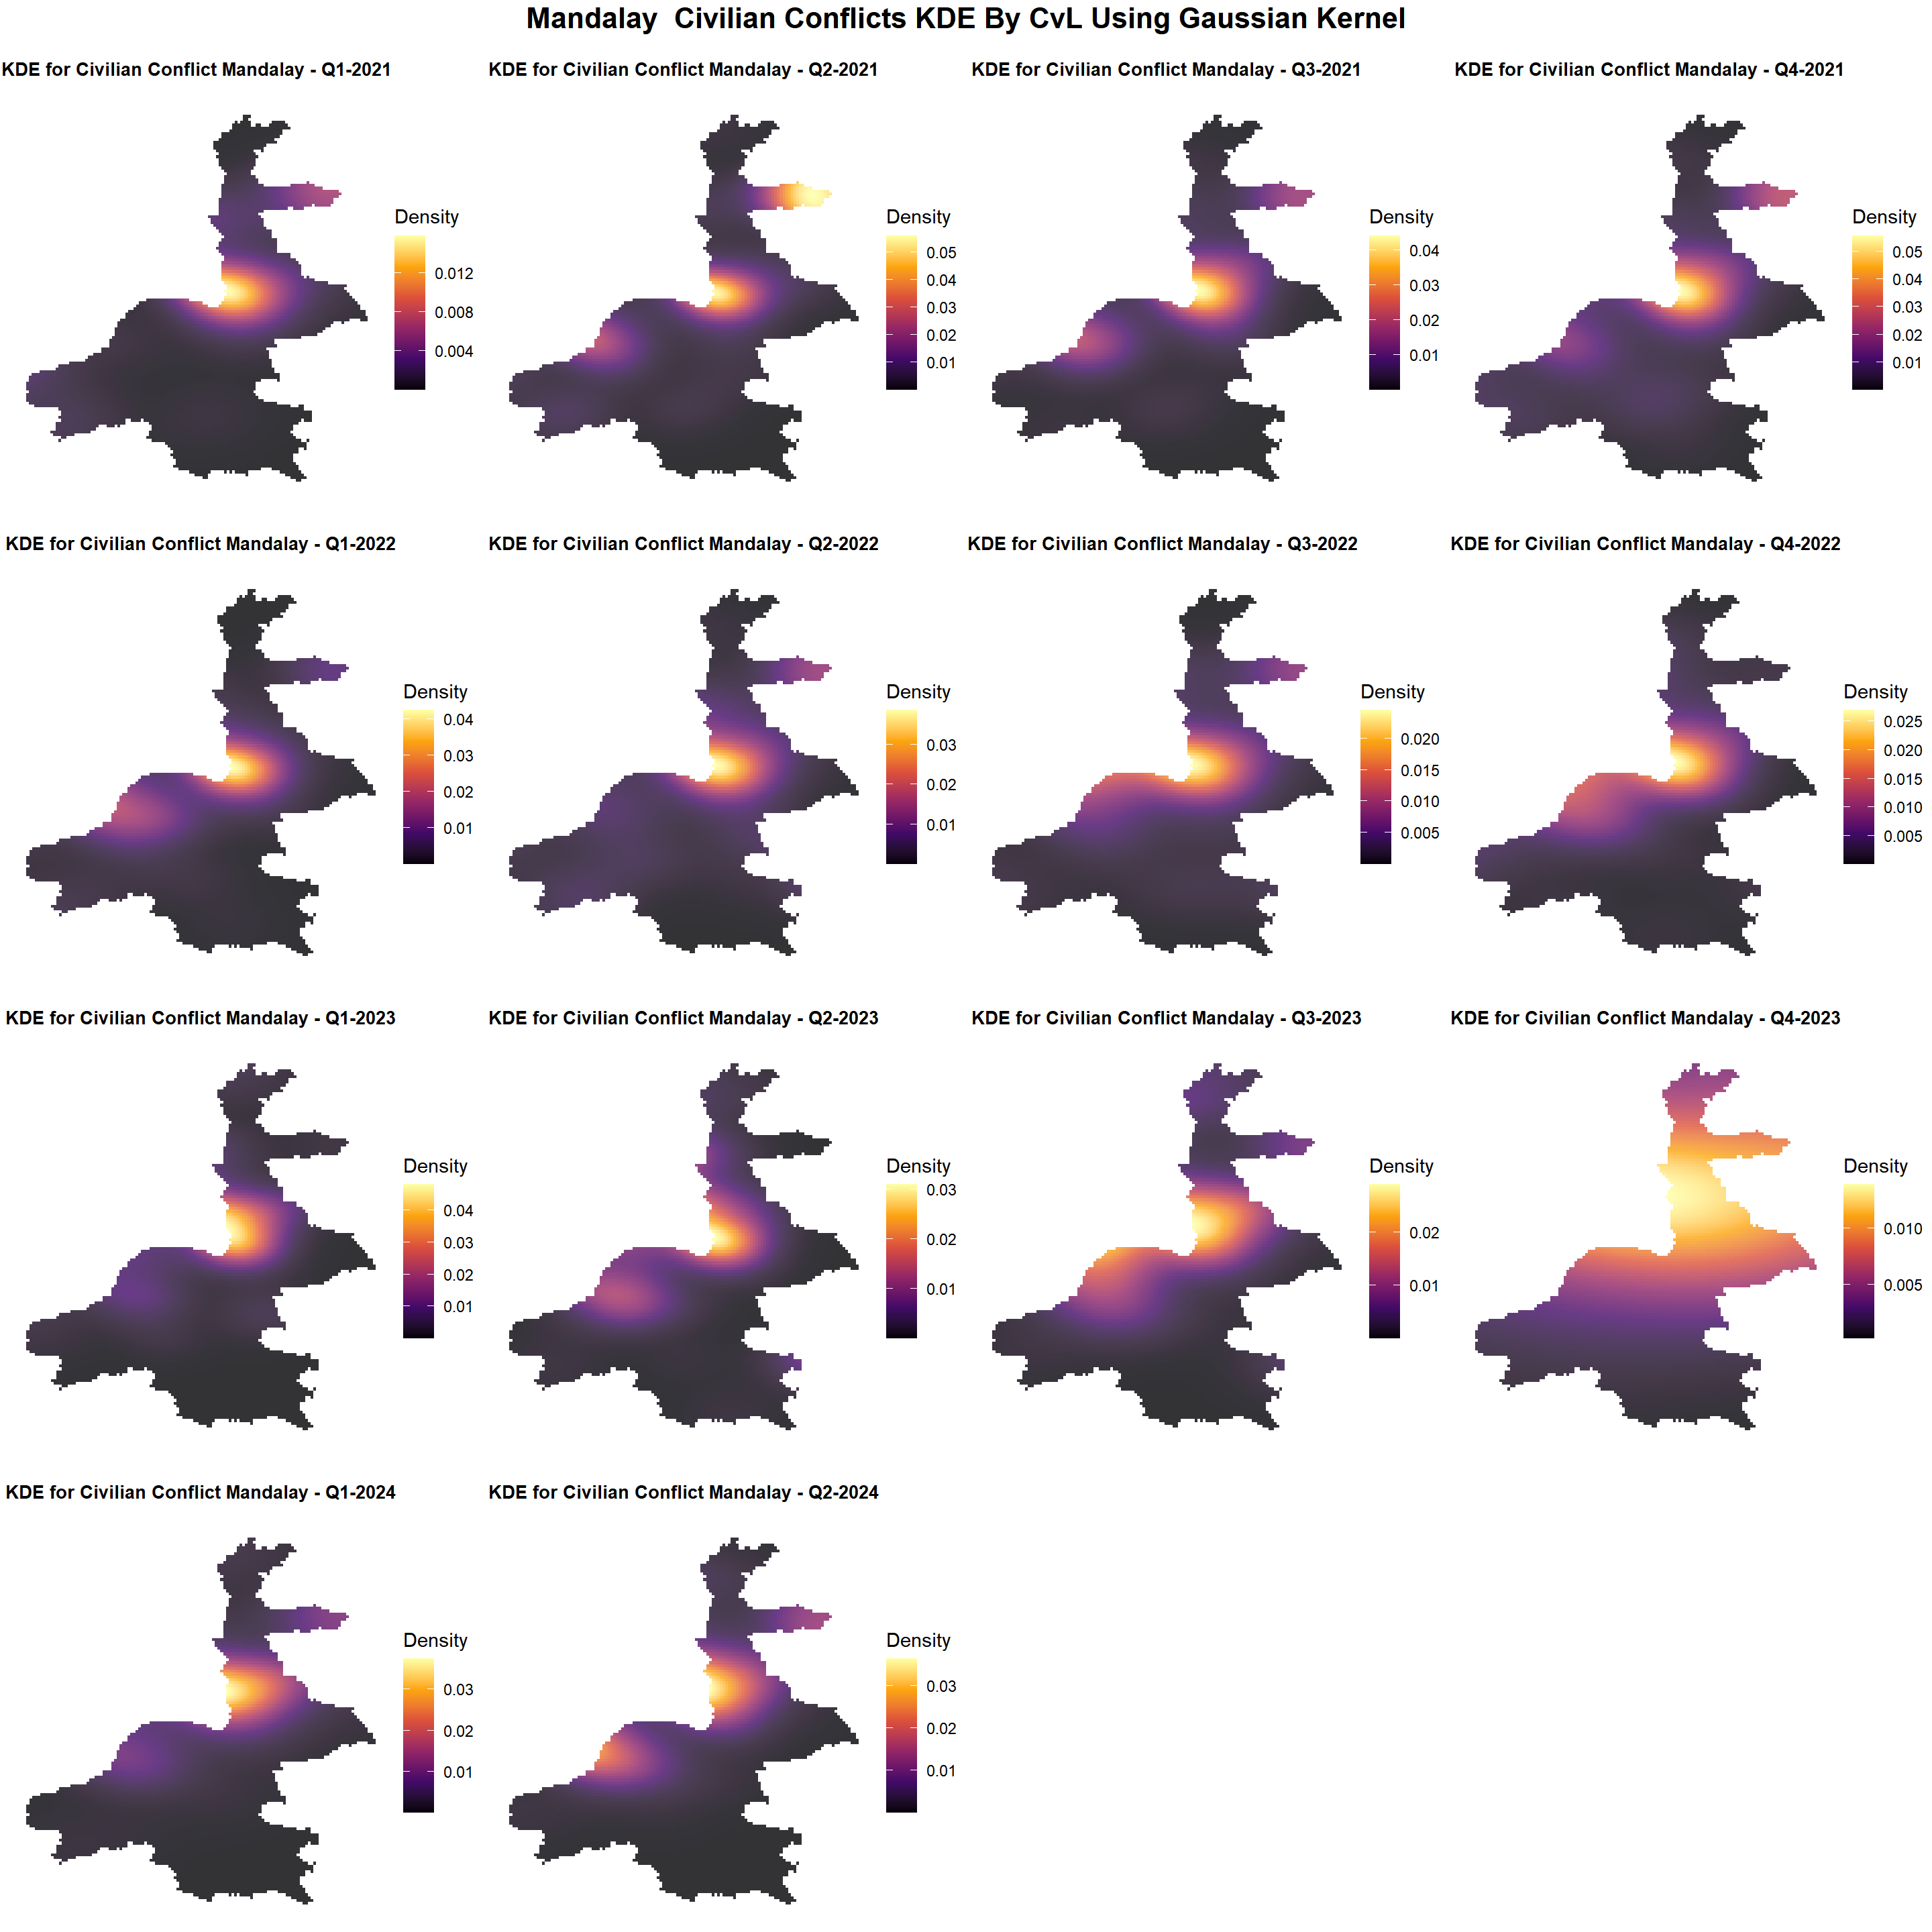 Mandalay  Civilian Conflicts KDE By CvL Using Gaussian Kernel
KDE for Civilian Conflict Mandalay - Q1-2021
Density
0.012
0.008
0.004
KDE for Civilian Conflict Mandalay - Q2-2021
Density
0.05
0.04
0.03
0.02
0.01
KDE for Civilian Conflict Mandalay - Q3-2021
Density
0.04
0.03
0.02
0.01
KDE for Civilian Conflict Mandalay - Q4-2021
Density
0.05
0.04
0.03
0.02
0.01
KDE for Civilian Conflict Mandalay - Q1-2022
Density
0.04
0.03
0.02
0.01
KDE for Civilian Conflict Mandalay - Q2-2022
Density
0.03
0.02
0.01
KDE for Civilian Conflict Mandalay - Q3-2022
Density
0.020
0.015
0.010
0.005
KDE for Civilian Conflict Mandalay - Q4-2022
Density
0.025
0.020
0.015
0.010
0.005
KDE for Civilian Conflict Mandalay - Q1-2023
Density
0.04
0.03
0.02
0.01
KDE for Civilian Conflict Mandalay - Q2-2023
Density
0.03
0.02
0.01
KDE for Civilian Conflict Mandalay - Q3-2023
Density
0.02
0.01
KDE for Civilian Conflict Mandalay - Q4-2023
Density
0.010
0.005
KDE for Civilian Conflict Mandalay - Q1-2024
Density
0.03
0.02
0.01
KDE for Civilian Conflict Mandalay - Q2-2024
Density
0.03
0.02
0.01